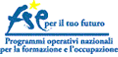 fse per il tuo futuro
Programmi operativi nazionali
per la formazione e l'occupazione